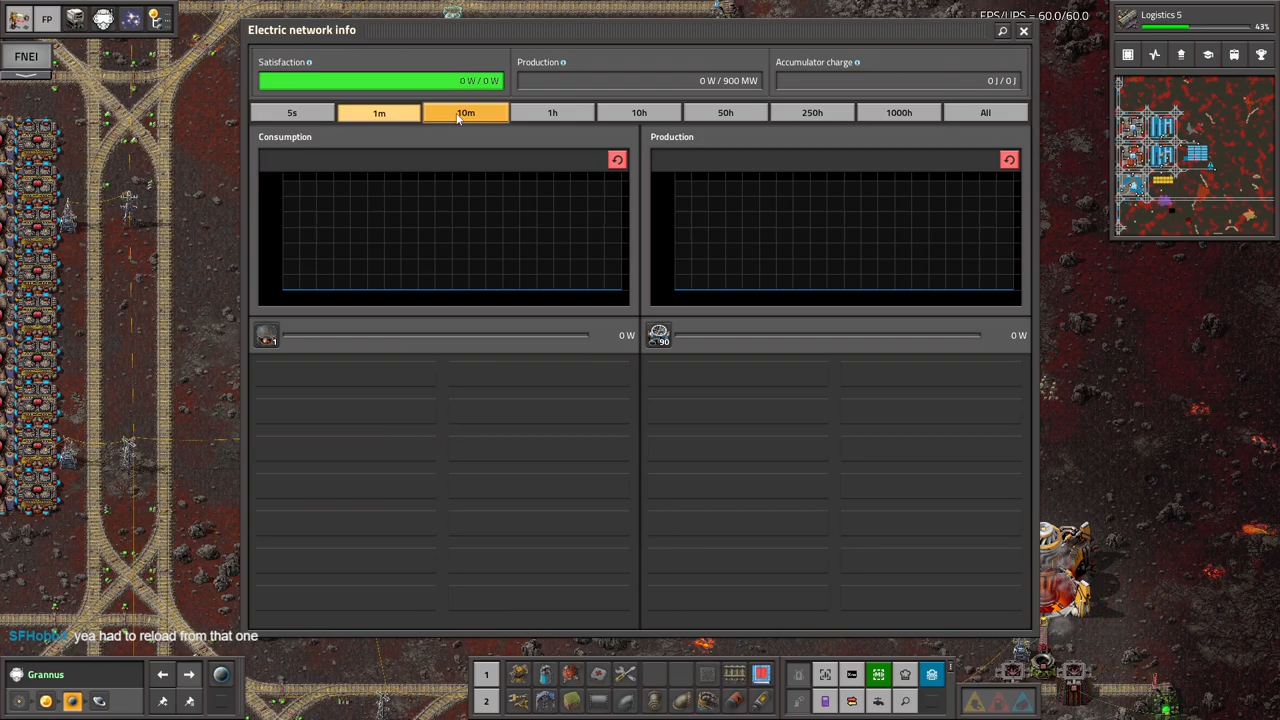 FP
FPS/UPS = 60.0/60.0
Logistics 5
43%
FNEI
Electric network info
Satisfaction
0 W / 0 W
Production
0 W / 900 MW
Accumulator charge
0 J / 0 J
5s 1m 10m 1h 10h 50h 250h 1000h All
Consumption
Production
1 0 W
90 0 W
yea had to reload from that one
Grannus
1
2